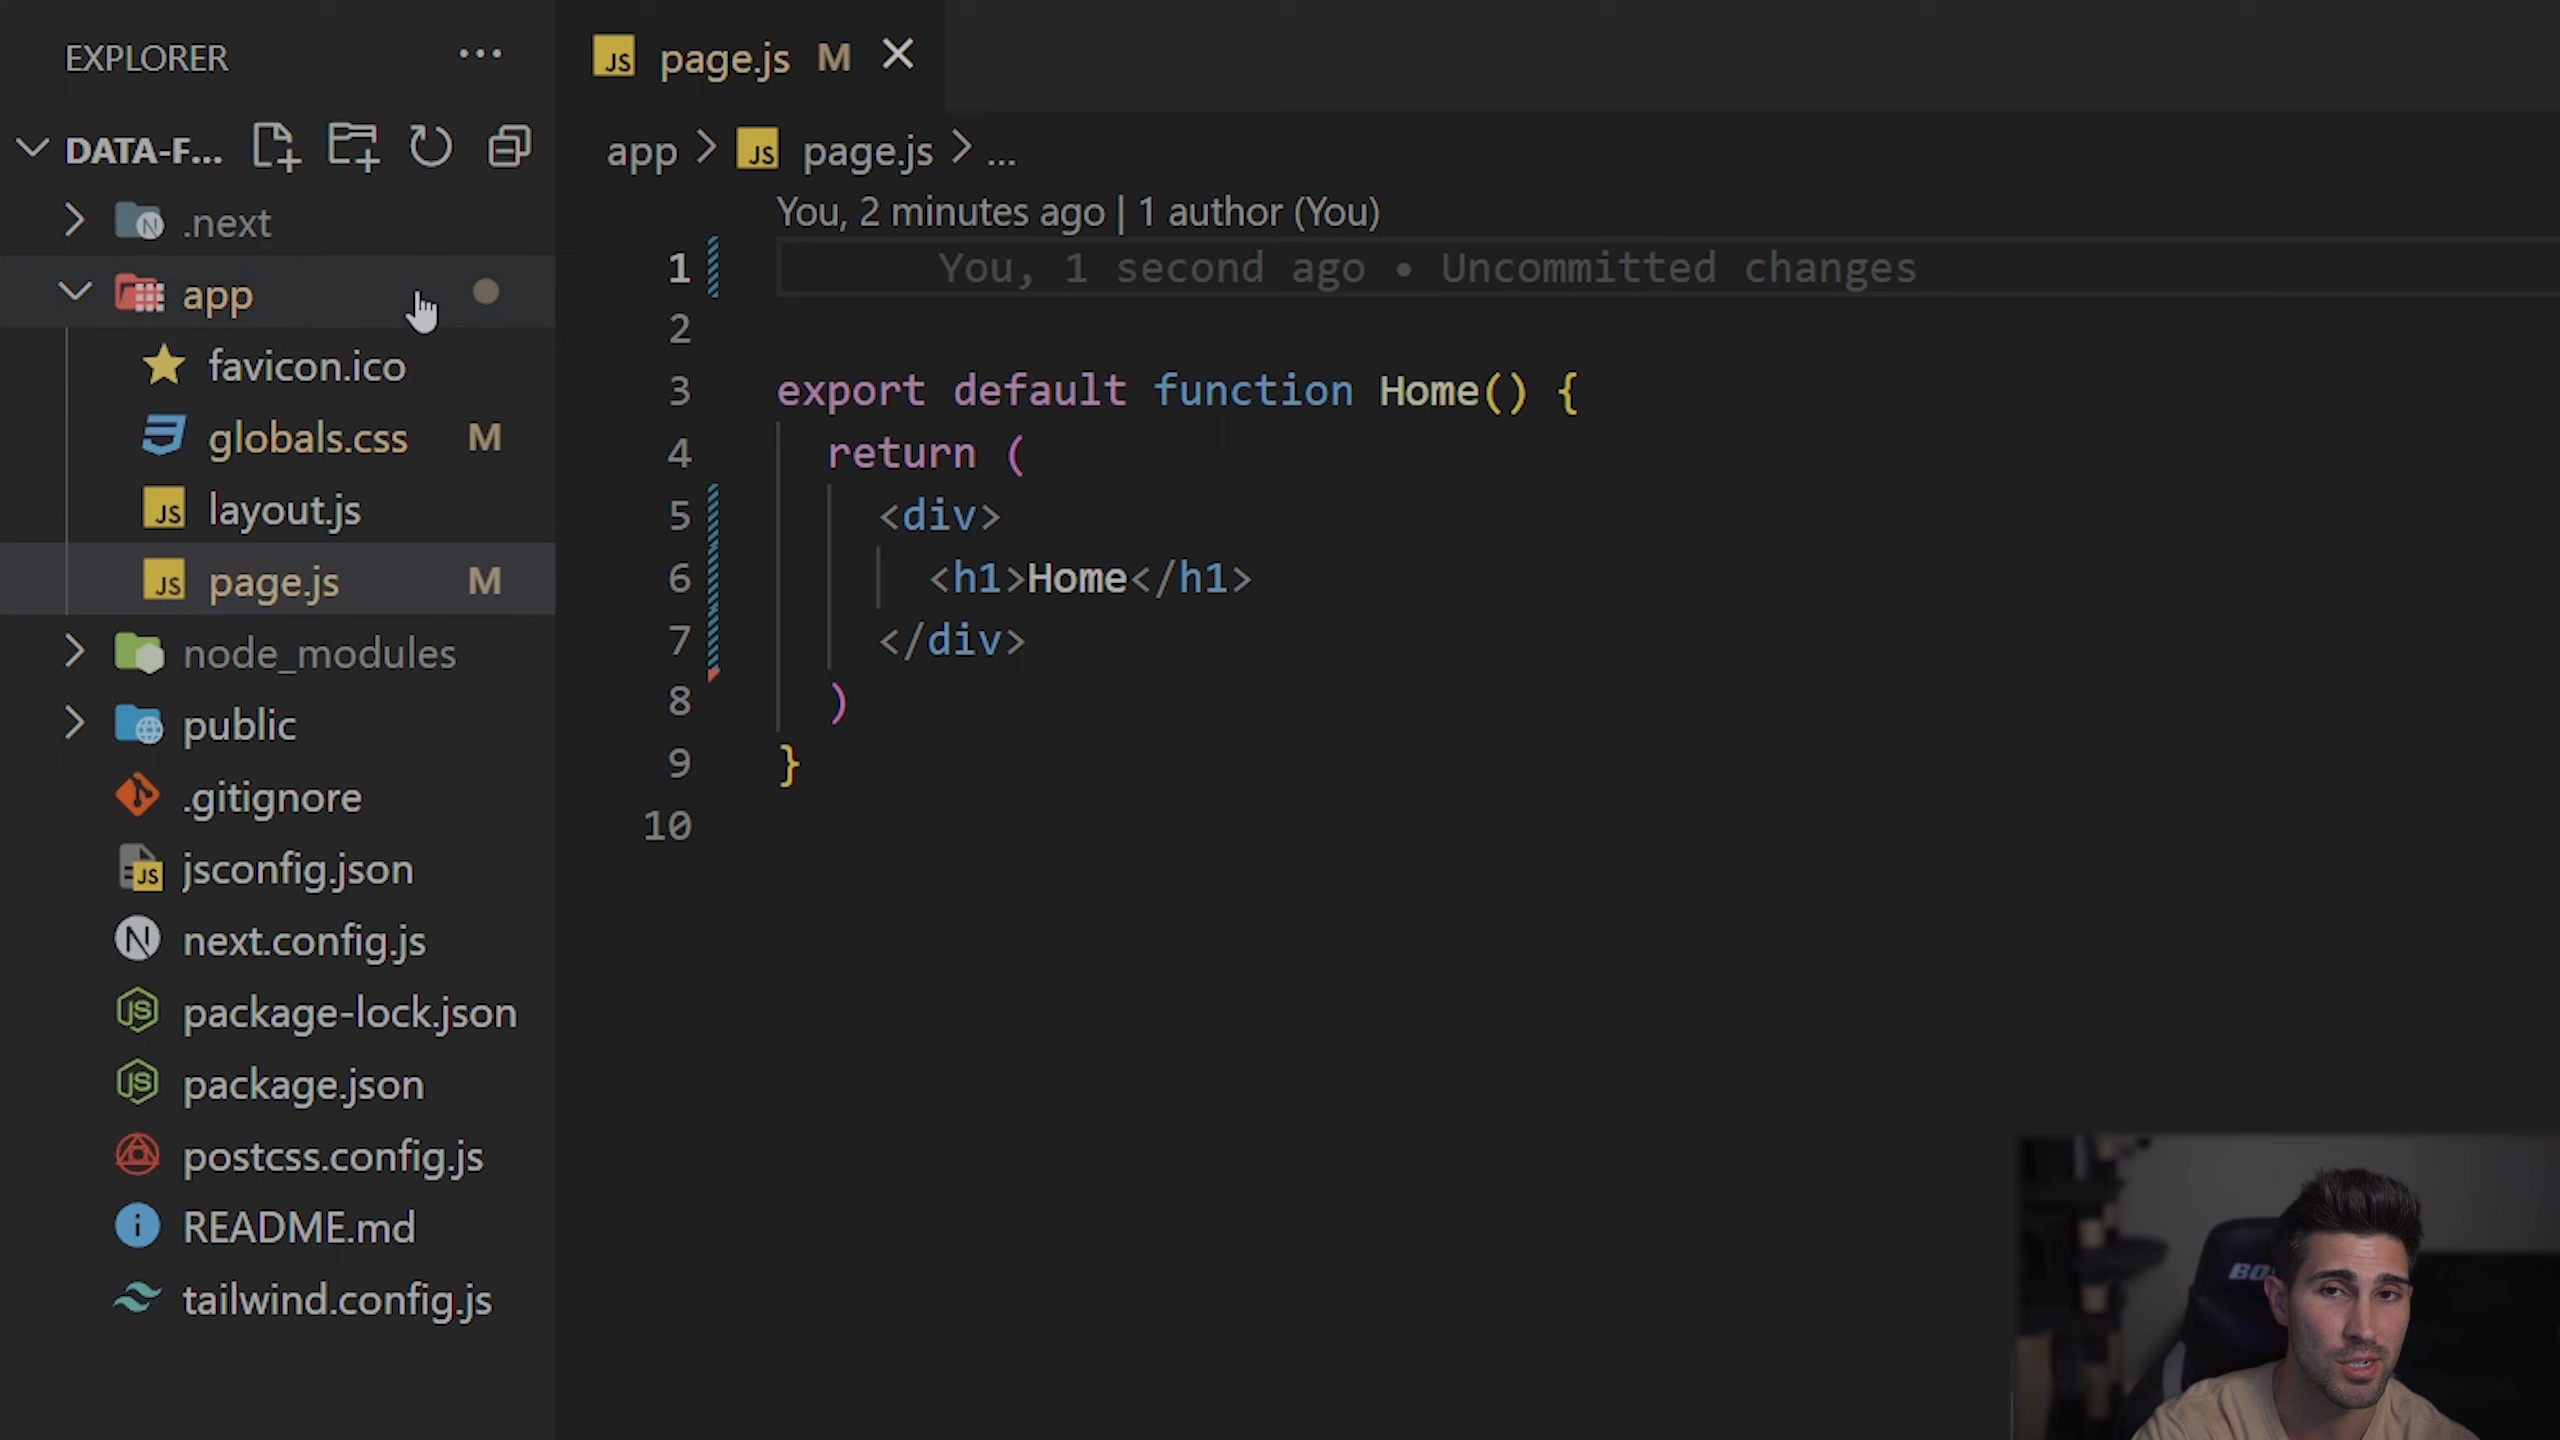 EXPLORER
DATA-F...
.next
app
favicon.ico
globals.css M
layout.js
page.js M
node_modules
public
.gitignore
jsconfig.json
next.config.js
package-lock.json
package.json
postcss.config.js
README.md
tailwind.config.js
page.js M
app > page.js > ...
You, 2 minutes ago | 1 author (You)
1 You, 1 second ago • Uncommitted changes
2
3 export default function Home() {
4 return (
5 <div>
6 <h1>Home</h1>
7 </div>
8 )
9 }
10